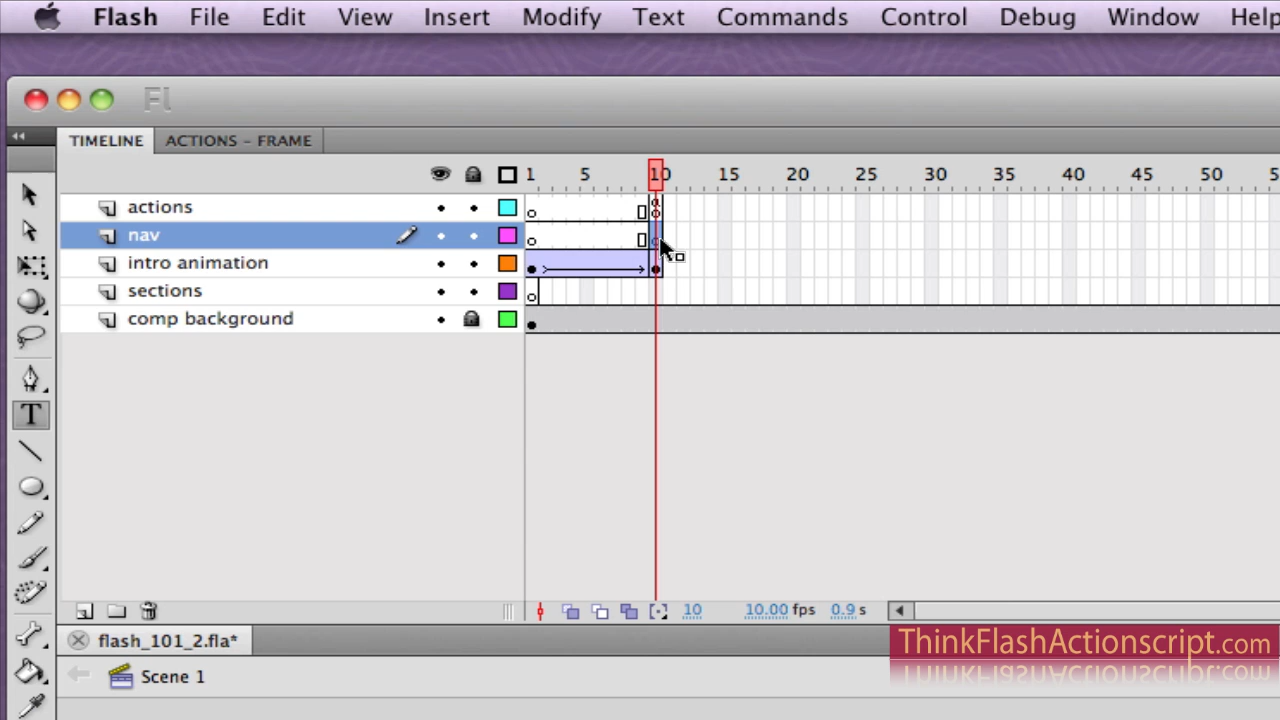 Flash File Edit View Insert Modify Text Commands Control Debug Window Help
Fl
TIMELINE ACTIONS – FRAME
1 5 10 15 20 25 30 35 40 45 50 5
actions
nav
intro animation
sections
comp background
10 10.00 fps 0.9 s
flash_101_2.fla*
ThinkFlashActionscript.com
Scene 1
T